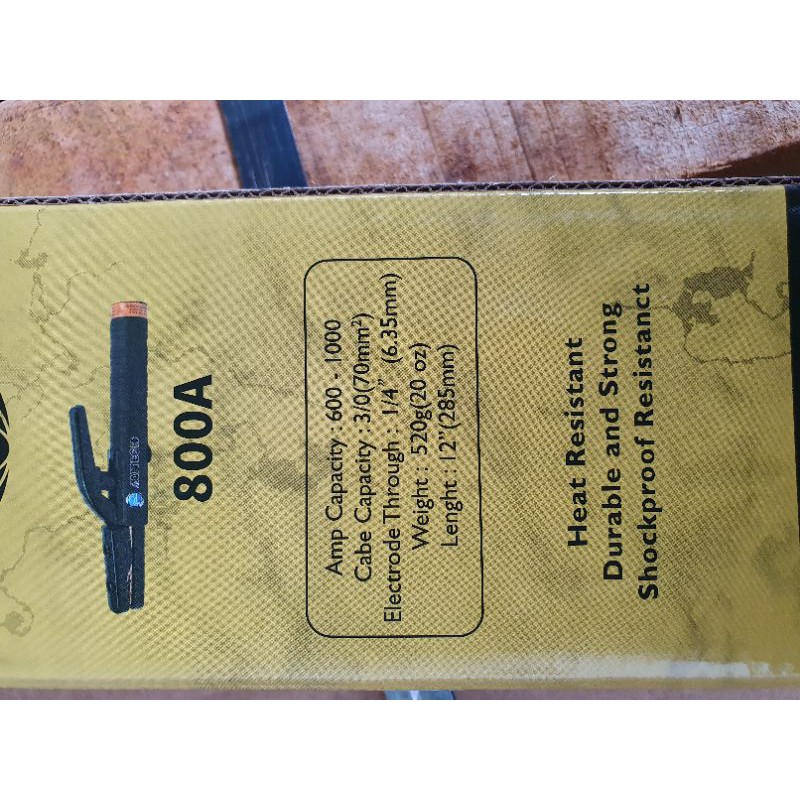 800A
Amp Capacity : 600 - 1000
Cabe Capacity : 3/0(70mm²)
Electrode Through : 1/4” (6.35mm)
Weight : 520g(20 oz)
Lenght : 12”(285mm)
Heat Resistant
Durable and Strong
Shockproof Resistanct